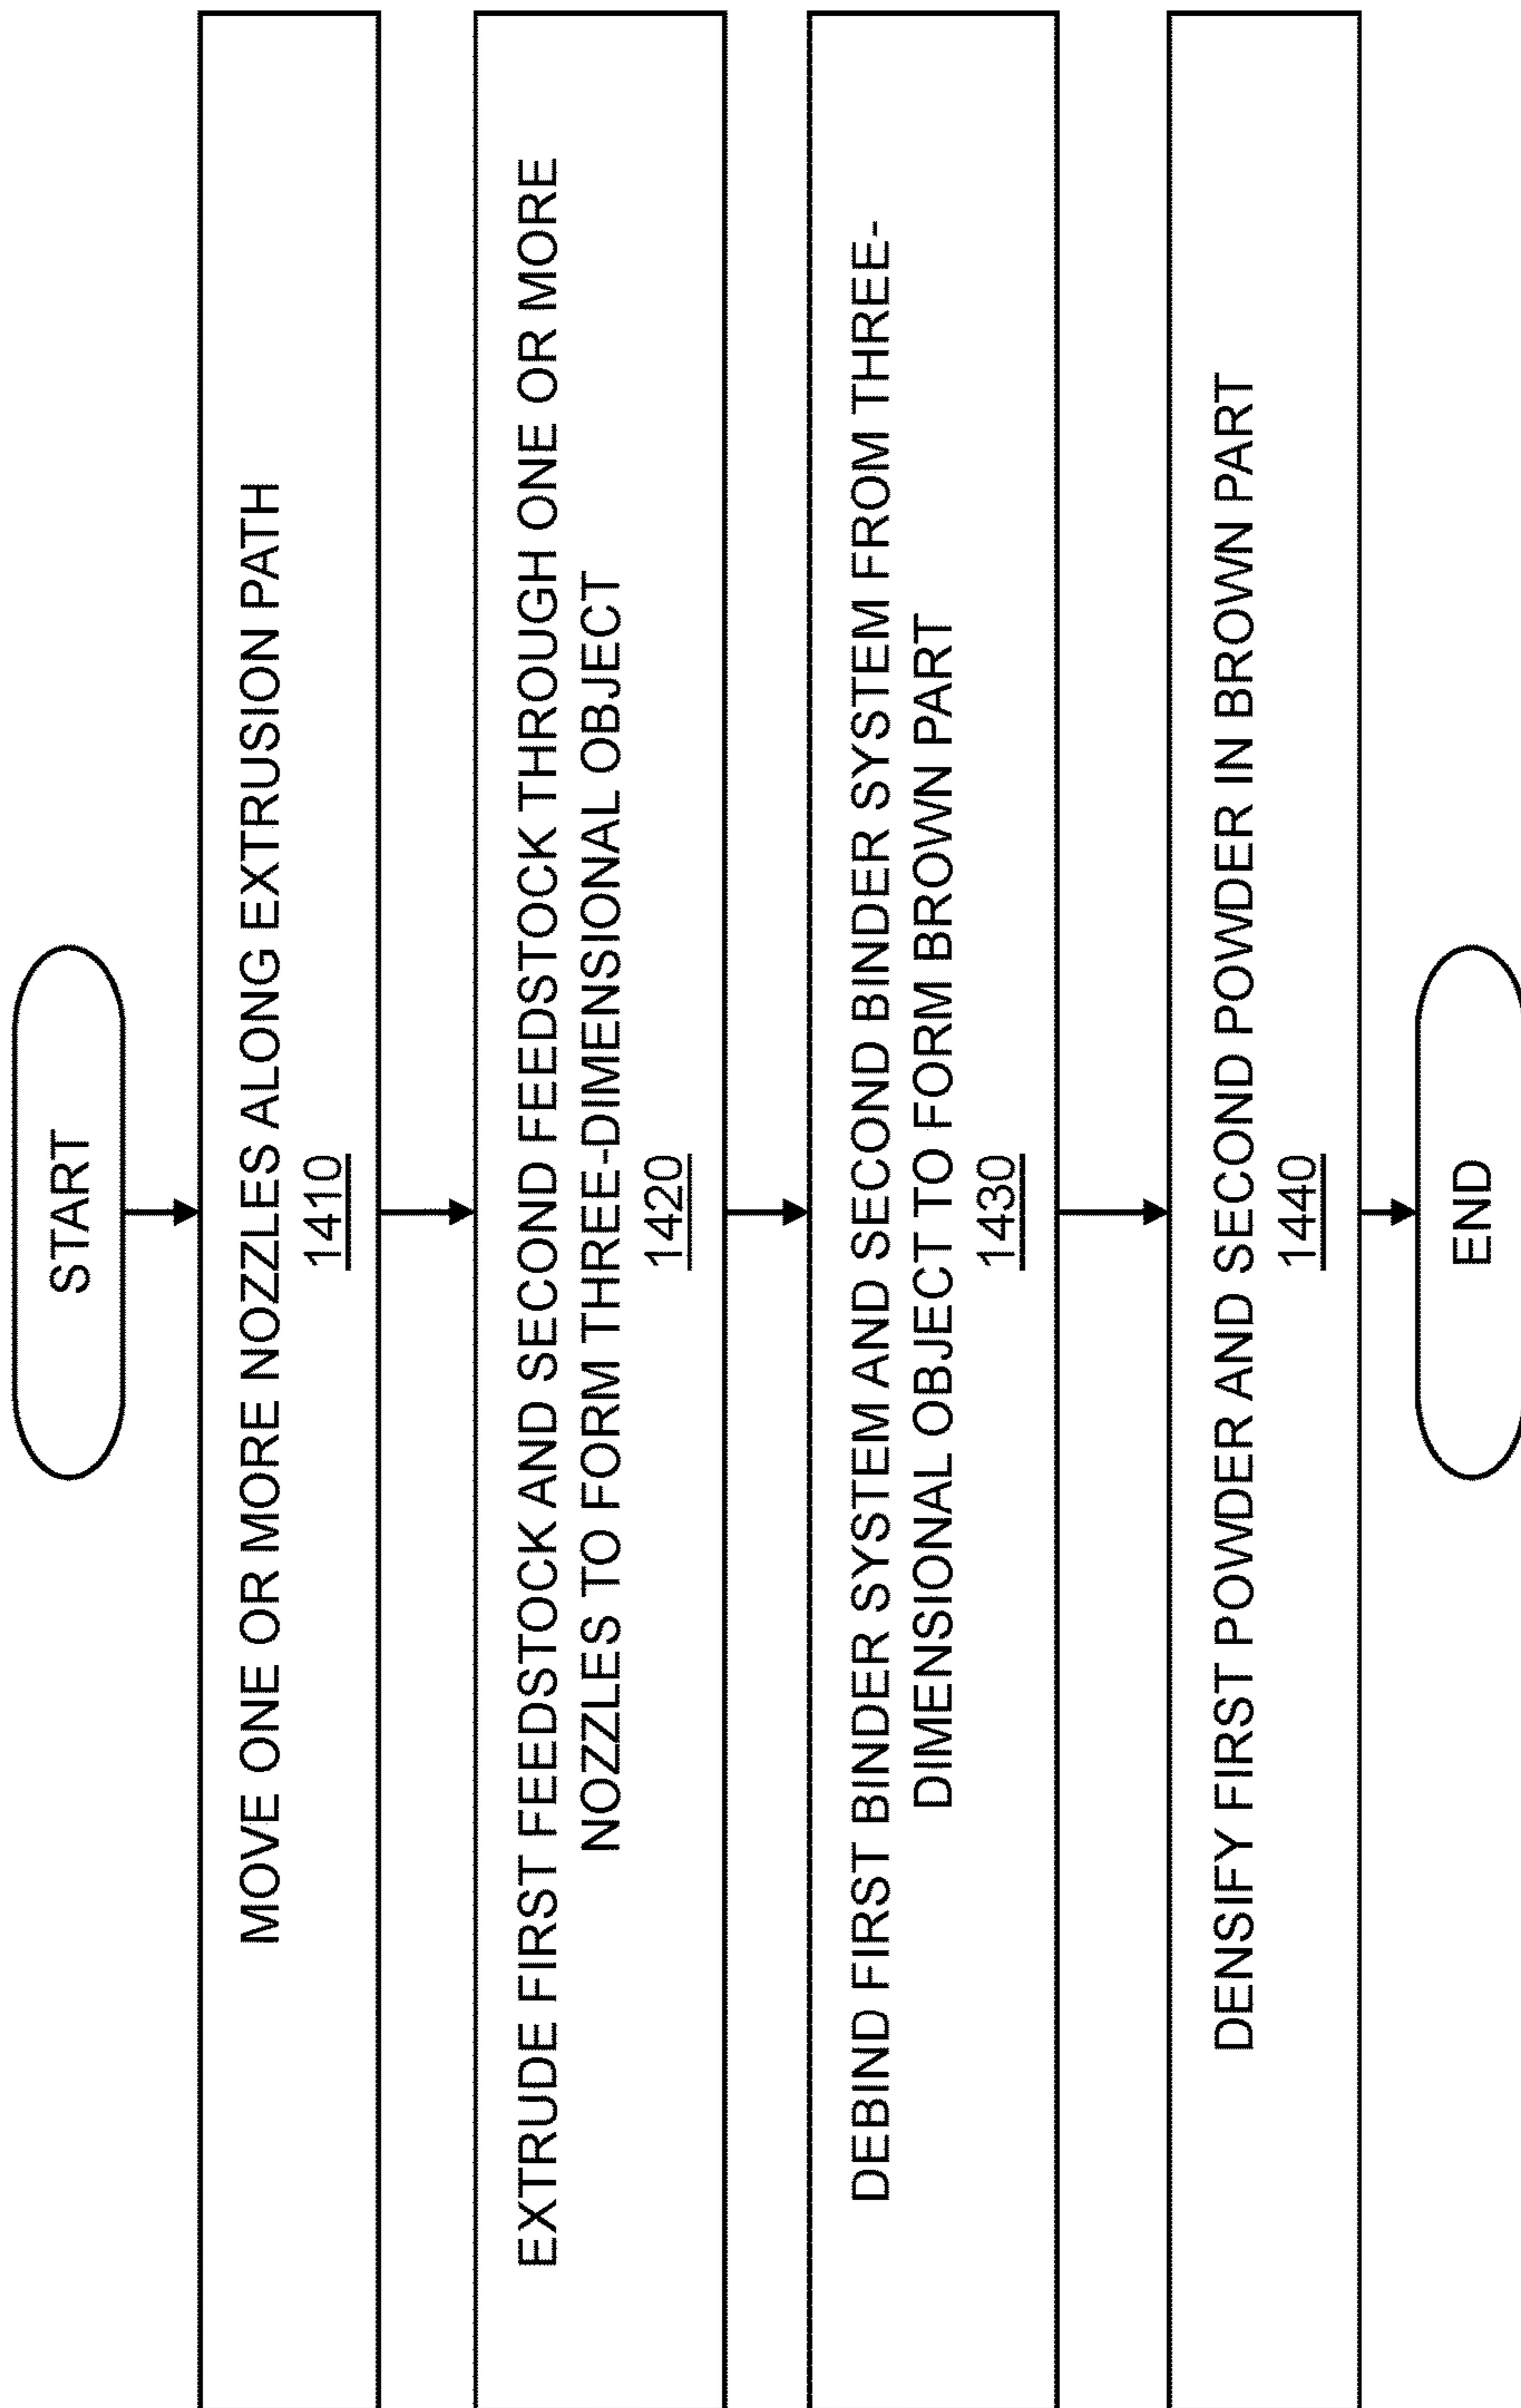 START
MOVE ONE OR MORE NOZZLES ALONG EXTRUSION PATH
1410
EXTRUDE FIRST FEEDSTOCK AND SECOND FEEDSTOCK THROUGH ONE OR MORE
NOZZLES TO FORM THREE-DIMENSIONAL OBJECT
1420
DEBIND FIRST BINDER SYSTEM AND SECOND BINDER SYSTEM FROM THREE-
DIMENSIONAL OBJECT TO FORM BROWN PART
1430
DENSIFY FIRST POWDER AND SECOND POWDER IN BROWN PART
1440
END